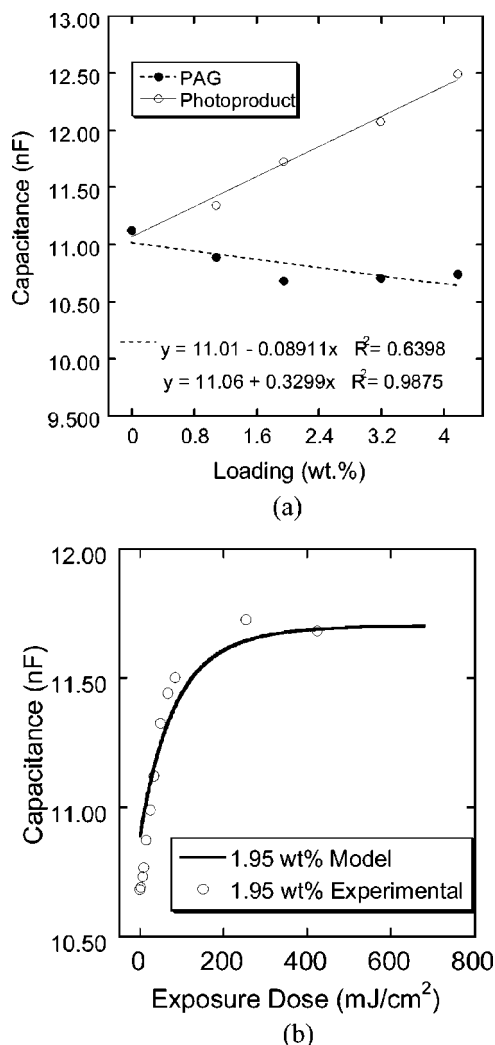 13.00
12.50
12.00
11.50
11.00
10.50
10.00
9.500
Capacitance (nF)
PAG
Photoproduct
y = 11.01 - 0.08911x R²= 0.6398
y = 11.06 + 0.3299x R²= 0.9875
0 0.8 1.6 2.4 3.2 4
Loading (wt.%)
(a)
12.00
11.50
11.00
10.50
Capacitance (nF)
1.95 wt% Model
1.95 wt% Experimental
0 200 400 600 800
Exposure Dose (mJ/cm²)
(b)